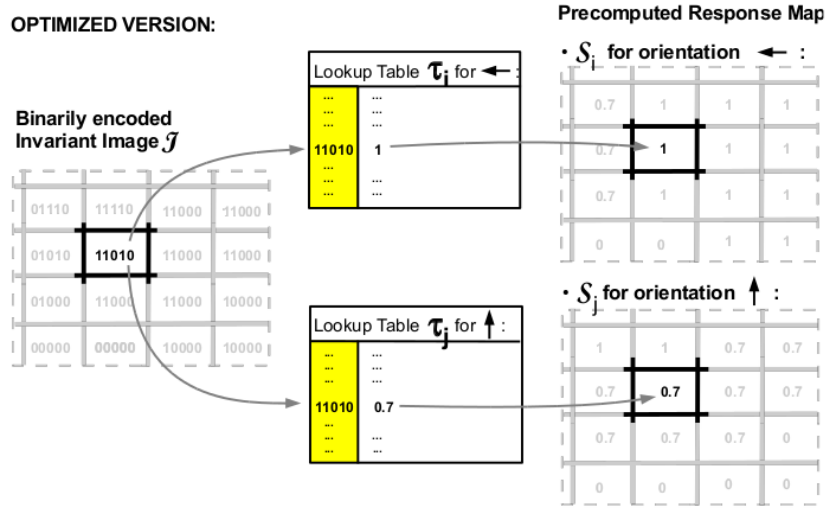 OPTIMIZED VERSION:
Binarily encoded
Invariant Image 𝒥
01110 11110 11000 11000
01010 11010 11000 11000
01000 11000 11000 10000
00000 00000 10000 10000
Lookup Table τi for ← :
... ...
... ...
... ...
11010 1
... ...
... ...
... ...
Lookup Table τj for ↑ :
... ...
... ...
... ...
11010 0.7
...
... ...
... ...
Precomputed Response Map
· Si for orientation ← :
0.7 1 1 1
0.7 1 1 1
0.7 1 1 1
0 0 1 1
· Sj for orientation ↑ :
1 1 0.7 0.7
0.7 0.7 0.7 0.7
0.7 0.7 0.7 0
0 0 0 0